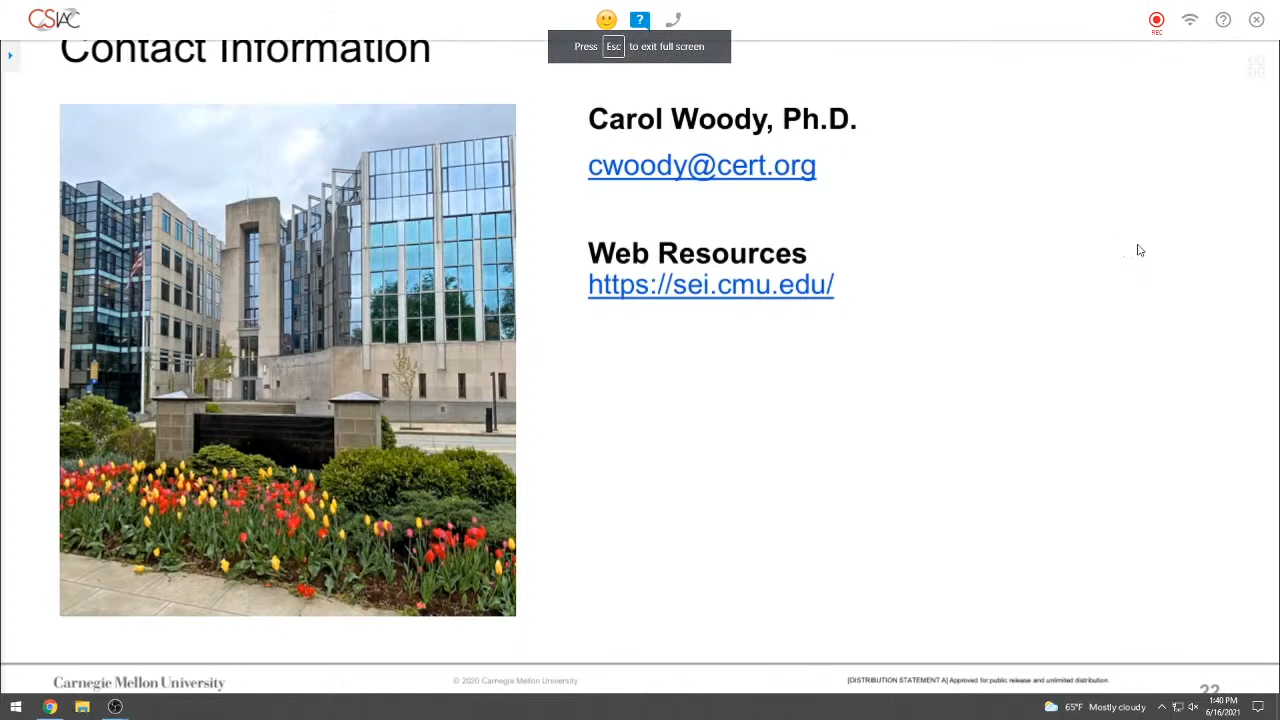 CSIAC
REC
Press Esc to exit full screen
Contact Information
Carol Woody, Ph.D.
cwoody@cert.org
Web Resources
https://sei.cmu.edu/
Carnegie Mellon University
© 2020 Carnegie Mellon University
[DISTRIBUTION STATEMENT A] Approved for public release and unlimited distribution.
22
65°F Mostly cloudy
1:40 PM
6/16/2021